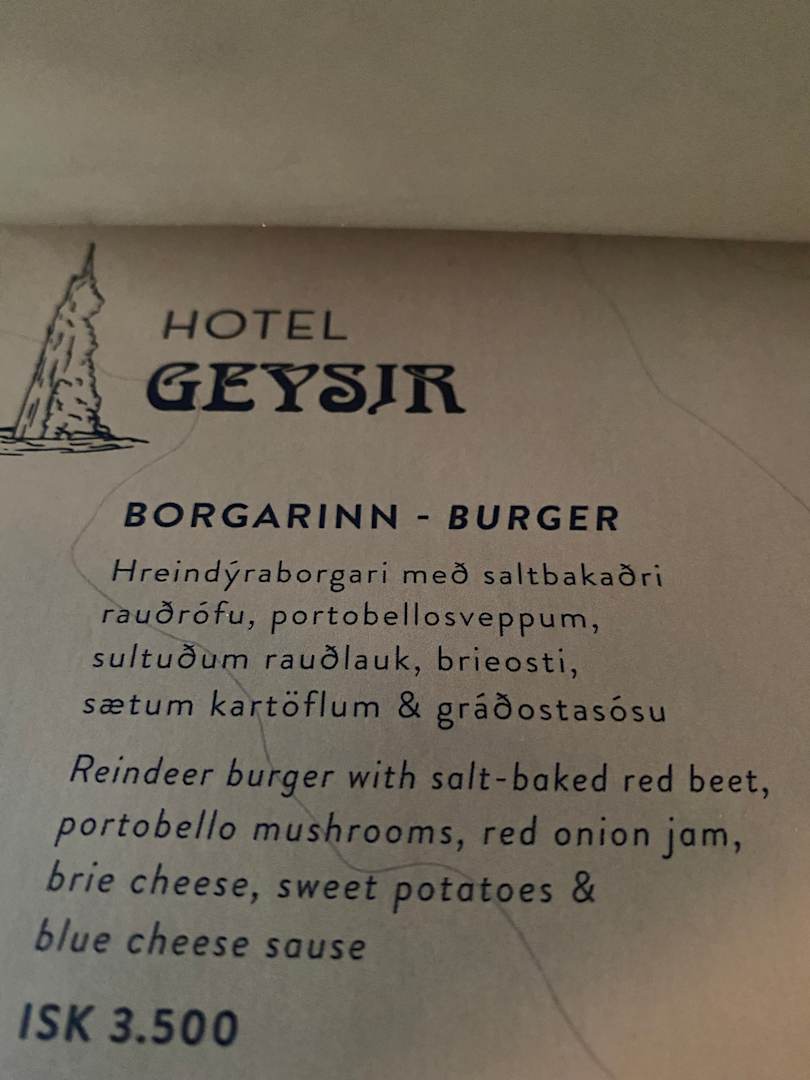 HOTEL
GEYSIR
BORGARINN - BURGER
Hreindýraborgari með saltbakaðri
rauðrófu, portobellosveppum,
sultuðum rauðlauk, brieosti,
sætum kartöflum & gráðostasósu
Reindeer burger with salt-baked red beet,
portobello mushrooms, red onion jam,
brie cheese, sweet potatoes &
blue cheese sause
ISK 3.500